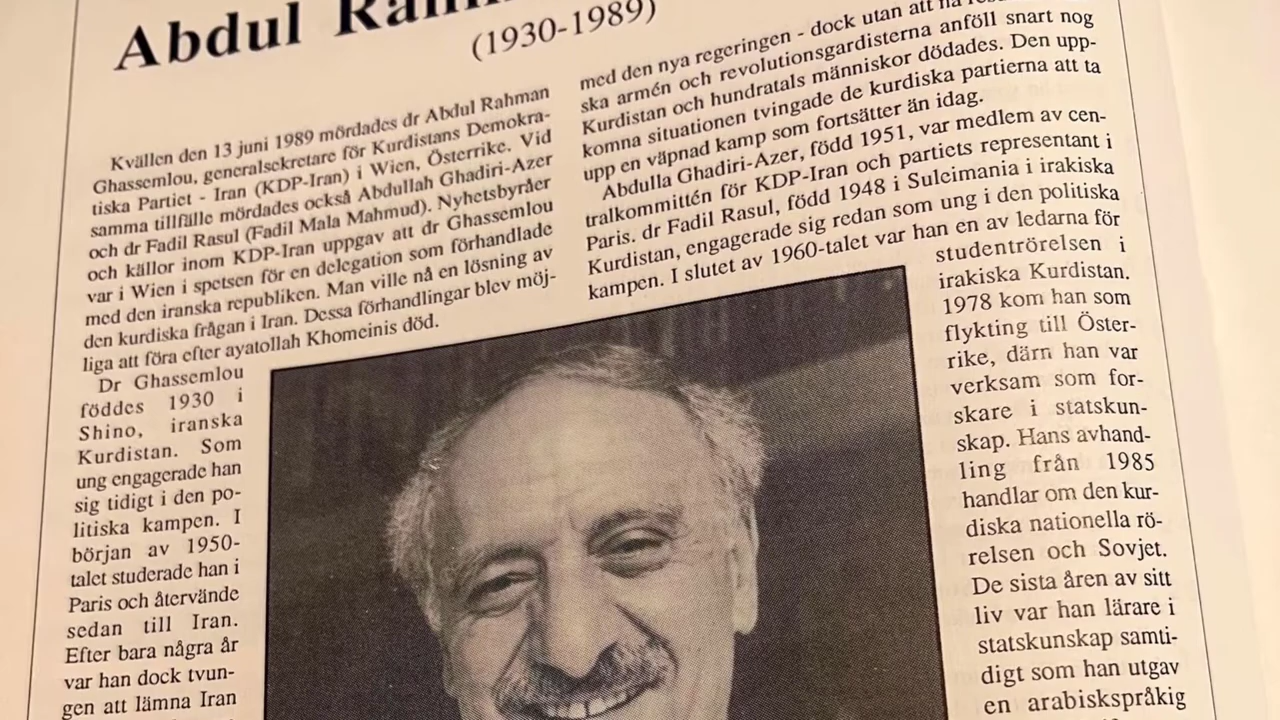 Abdul
(1930-1989)
Kvällen den 13 juni 1989 mördades dr Abdul Rahman
Ghassemlou, generalsekretare för Kurdistans Demokra-
tiska Partiet - Iran (KDP-Iran) i Wien, Österrike. Vid
samma tillfälle mördades också Abdullah Ghadiri-Azer
och dr Fadil Rasul (Fadil Mala Mahmud). Nyhetsbyråer
och källor inom KDP-Iran uppgav att dr Ghassemlou
var i Wien i spetsen för en delegation som förhandlade
med den iranska republiken. Man ville nå en lösning av
den kurdiska frågan i Iran. Dessa förhandlingar blev möj-
liga att föra efter ayatollah Khomeinis död.
Dr Ghassemlou
föddes 1930 i
Shino, iranska
Kurdistan. Som
ung engagerade han
sig tidigt i den po-
litiska kampen. I
början av 1950-
talet studerade han i
Paris och återvände
sedan till Iran.
Efter bara några år
var han dock tvun-
gen att lämna Iran
med den nya regeringen - dock utan att
ska armén och revolutionsgardisterna anföll snart nog
Kurdistan och hundratals människor dödades. Den upp-
komna situationen tvingade de kurdiska partierna att ta
upp en väpnad kamp som fortsätter än idag.
Abdulla Ghadiri-Azer, född 1951, var medlem av cen-
tralkommittén för KDP-Iran och partiets representant i
Paris. dr Fadil Rasul, född 1948 i Suleimania i irakiska
Kurdistan, engagerade sig redan som ung i den politiska
kampen. I slutet av 1960-talet var han en av ledarna för
studentrörelsen i
irakiska Kurdistan.
1978 kom han som
flykting till Öster-
rike, därn han var
verksam som for-
skare i statskun-
skap. Hans avhand-
ling från 1985
handlar om den kur-
diska nationella rö-
relsen och Sovjet.
De sista åren av sitt
liv var han lärare i
statskunskap samti-
digt som han utgav
en arabiskspråkig